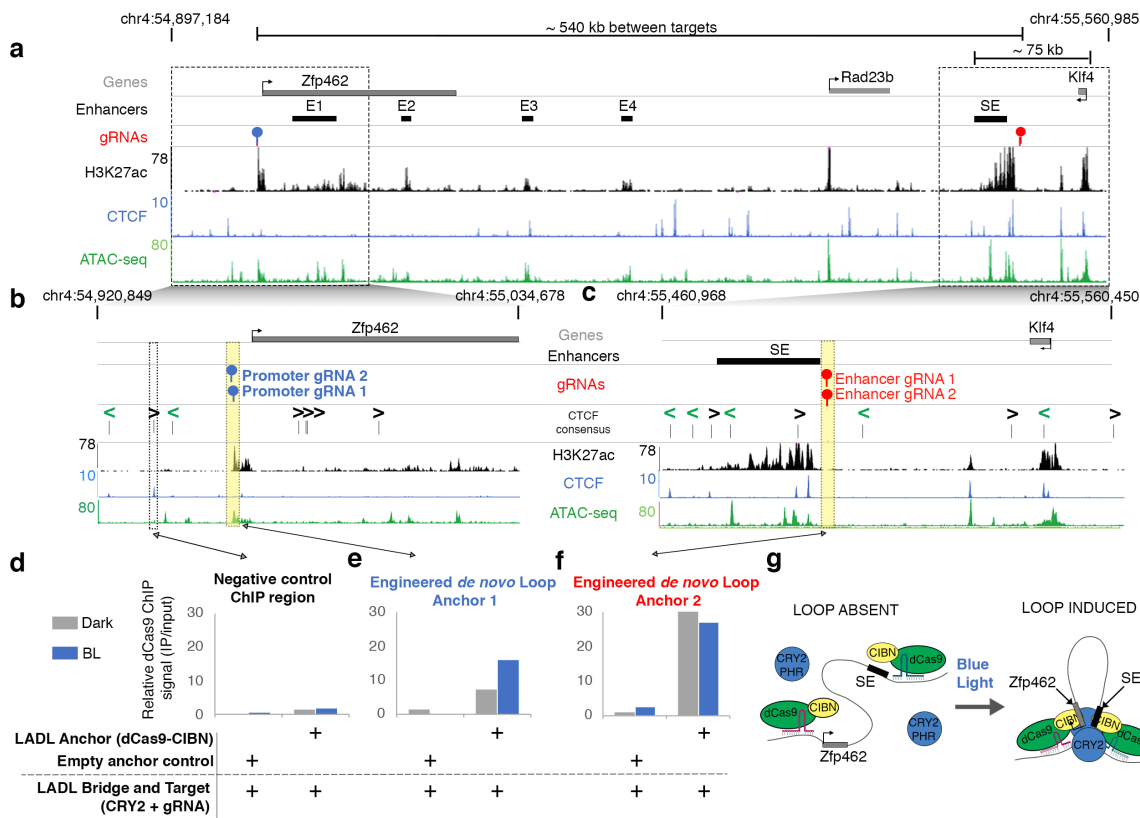 chr4:54,897,184
chr4:55,560,985
~ 540 kb between targets
a
~ 75 kb
Genes
Zfp462
Rad23b
Klf4
Enhancers
E1
E2
E3
E4
SE
gRNAs
78
H3K27ac
10
CTCF
80
ATAC-seq
b
chr4:54,920,849
chr4:55,034,678
Zfp462
Promoter gRNA 2
Promoter gRNA 1
< > < >>>> >
78
10
80
c
chr4:55,460,968
chr4:55,560,450
Genes
Klf4
Enhancers
SE
gRNAs
Enhancer gRNA 1
Enhancer gRNA 2
CTCF
consensus
< < > < > < > < >
H3K27ac
78
CTCF
10
ATAC-seq
80
d
Negative control
ChIP region
Dark
BL
Relative dCas9 ChIP
signal (IP/input)
30
20
10
0
e
Engineered de novo Loop
Anchor 1
30
20
10
0
f
Engineered de novo Loop
Anchor 2
30
20
10
0
LADL Anchor (dCas9-CIBN)
+ + +
Empty anchor control
+ + +
LADL Bridge and Target
(CRY2 + gRNA)
+ + + + + +
g
LOOP ABSENT
LOOP INDUCED
CRY2
PHR
CIBN
dCas9
SE
dCas9
CIBN
Zfp462
CRY2
PHR
Blue
Light
Zfp462
SE
dCas9
CIBN
CIBN
dCas
CRY2